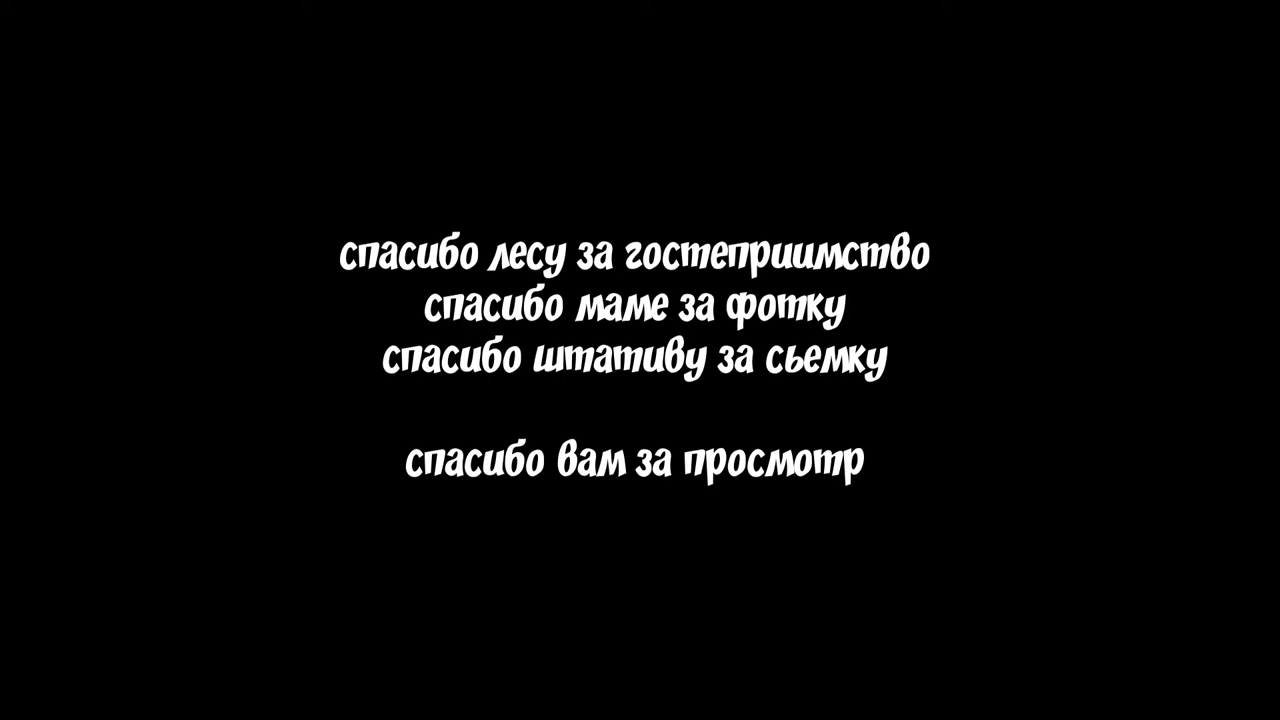 спасибо лесу за гостеприимство
спасибо маме за фотку
спасибо штативу за сьемку
спасибо вам за просмотр